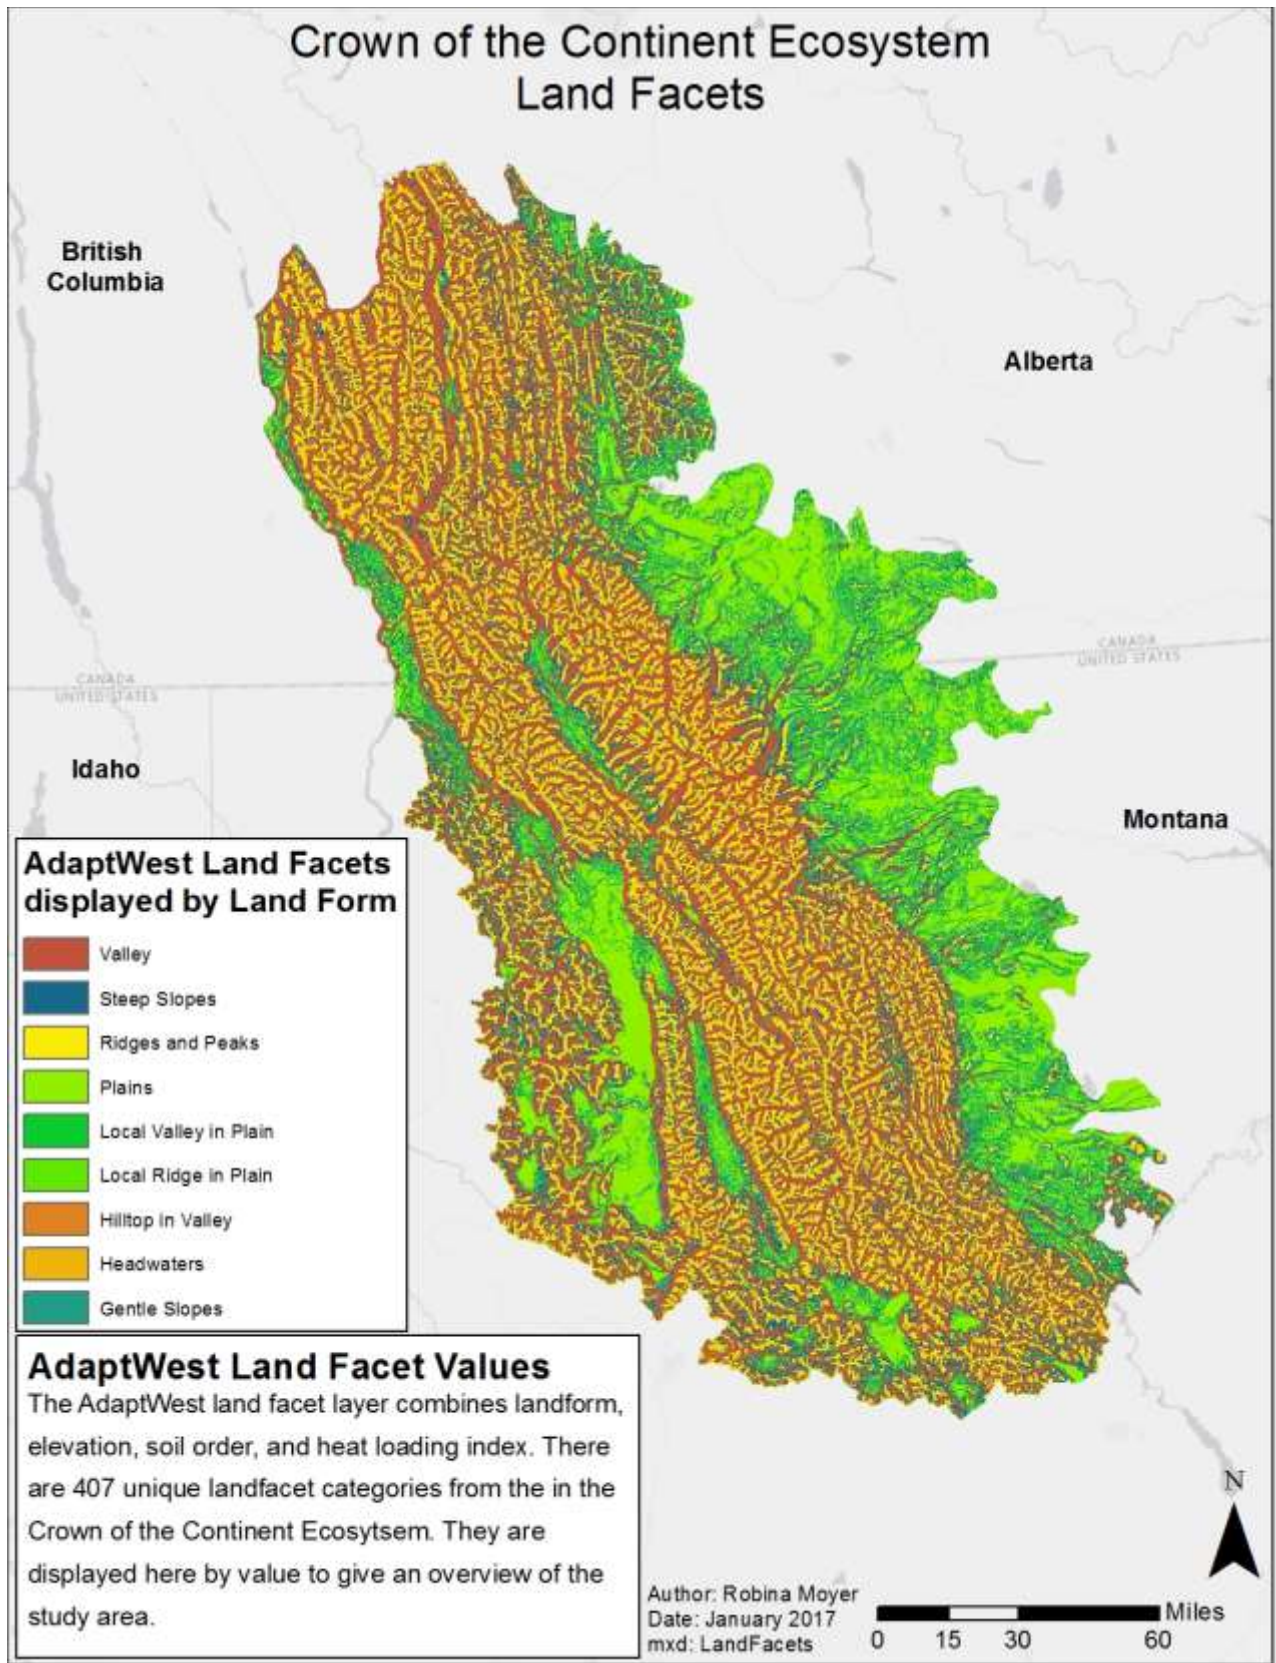 Crown of the Continent Ecosystem
Land Facets
British
Columbia
Alberta
CANADA
UNITED STATES
CANADA
UNITED STATES
Idaho
Montana
AdaptWest Land Facets
displayed by Land Form
Valley
Steep Slopes
Ridges and Peaks
Plains
Local Valley in Plain
Local Ridge in Plain
Hilltop in Valley
Headwaters
Gentle Slopes
AdaptWest Land Facet Values
The AdaptWest land facet layer combines landform,
elevation, soil order, and heat loading index. There
are 407 unique landfacet categories from the in the
Crown of the Continent Ecosytsem. They are
displayed here by value to give an overview of the
study area.
N
Author: Robina Moyer
Date: January 2017
mxd: LandFacets
Miles
0 15 30 60